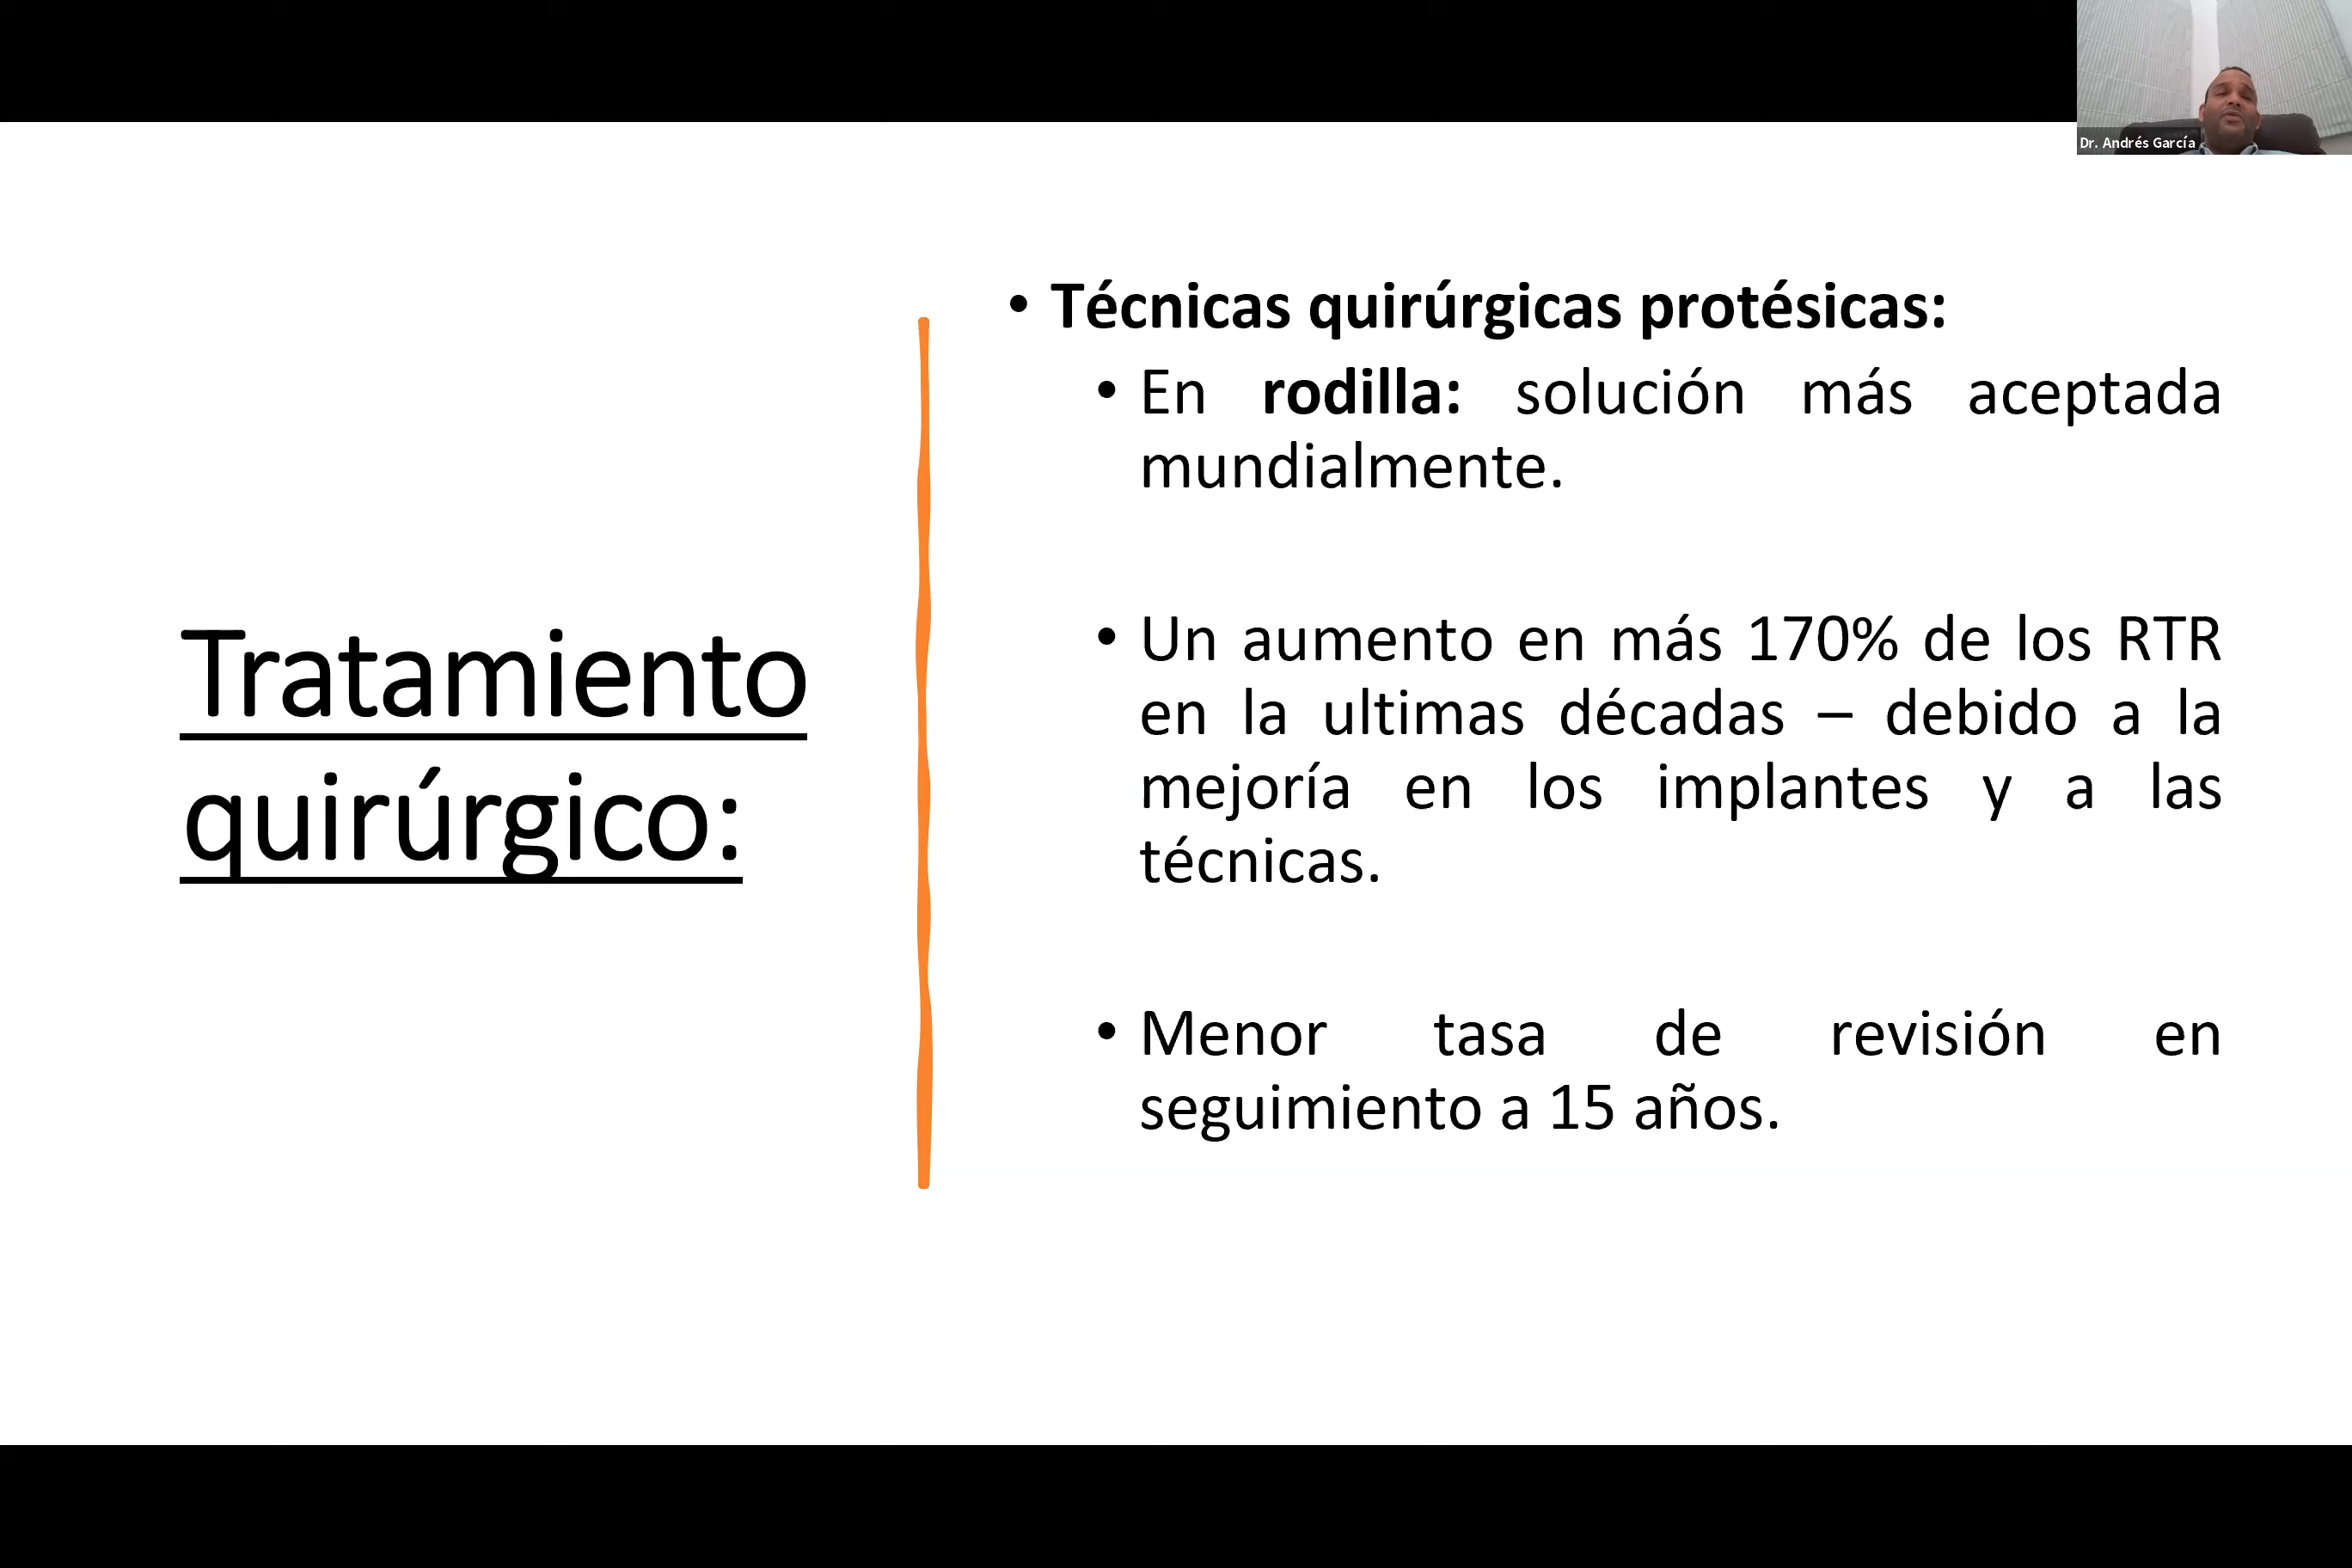 Dr. Andrés García
Tratamiento
quirúrgico:
• Técnicas quirúrgicas protésicas:
• En rodilla: solución más aceptada
mundialmente.
• Un aumento en más 170% de los RTR
en la ultimas décadas – debido a la
mejoría en los implantes y a las
técnicas.
• Menor tasa de revisión en
seguimiento a 15 años.